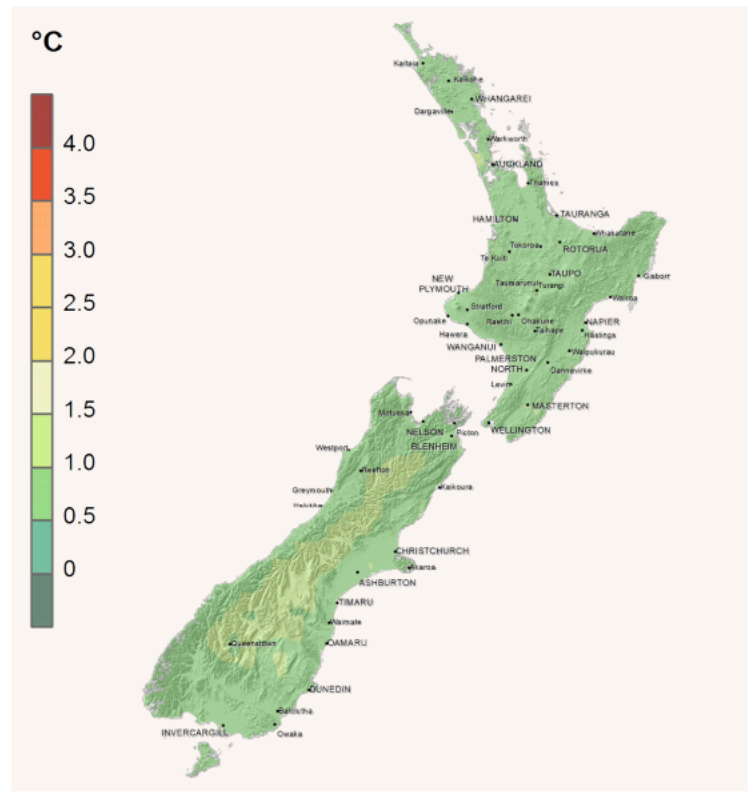 °C
4.0
3.5
3.0
2.5
2.0
1.5
1.0
0.5
0
Kaitaia
Kaikohe
WHANGAREI
Dargaville
Warkworth
AUCKLAND
Thames
HAMILTON
TAURANGA
Whakatane
Tokoroa
ROTORUA
Te Kuiti
TAUPO
Gisborn
NEW
PLYMOUTH
Taumarunui
Turangi
Wairoa
Stratford
Opunake
Raetihi
Ohakune
NAPIER
Hawera
Taihape
Hastings
WANGANUI
Waipukurau
PALMERSTON
NORTH
Dannevirke
Levin
MASTERTON
Motueka
NELSON
Picton
WELLINGTON
BLENHEIM
Westport
Reefton
Kaikoura
Greymouth
Hokitika
CHRISTCHURCH
Akaroa
ASHBURTON
TIMARU
Waimate
Queenstown
OAMARU
DUNEDIN
Balclutha
INVERCARGILL
Owaka